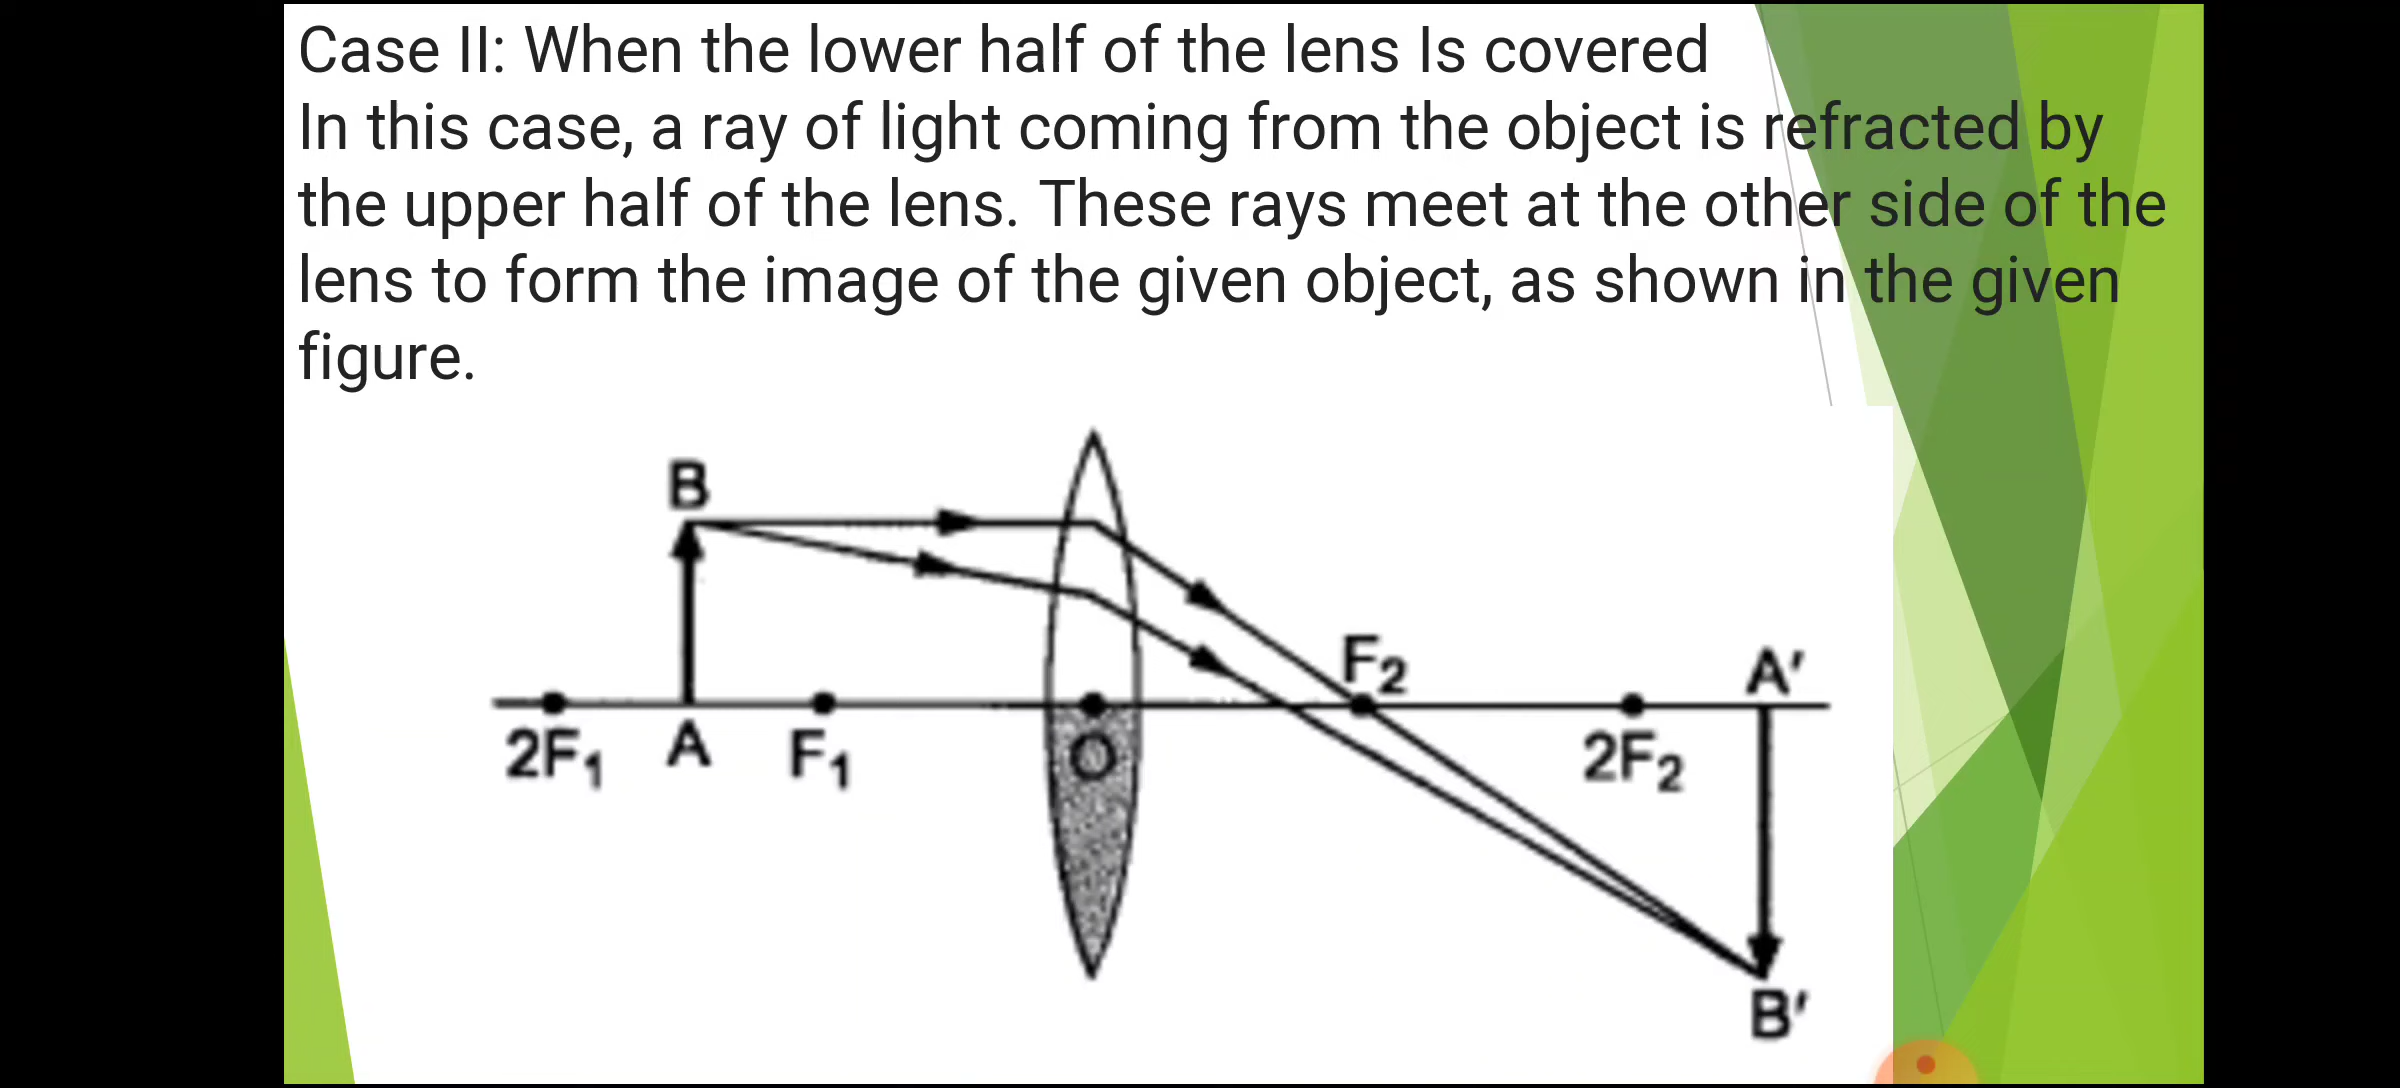 Case II: When the lower half of the lens Is covered
In this case, a ray of light coming from the object is refracted by
the upper half of the lens. These rays meet at the other side of the
lens to form the image of the given object, as shown in the given
figure.
B
F₂
A′
2F₁ A F₁ O 2F₂
B′